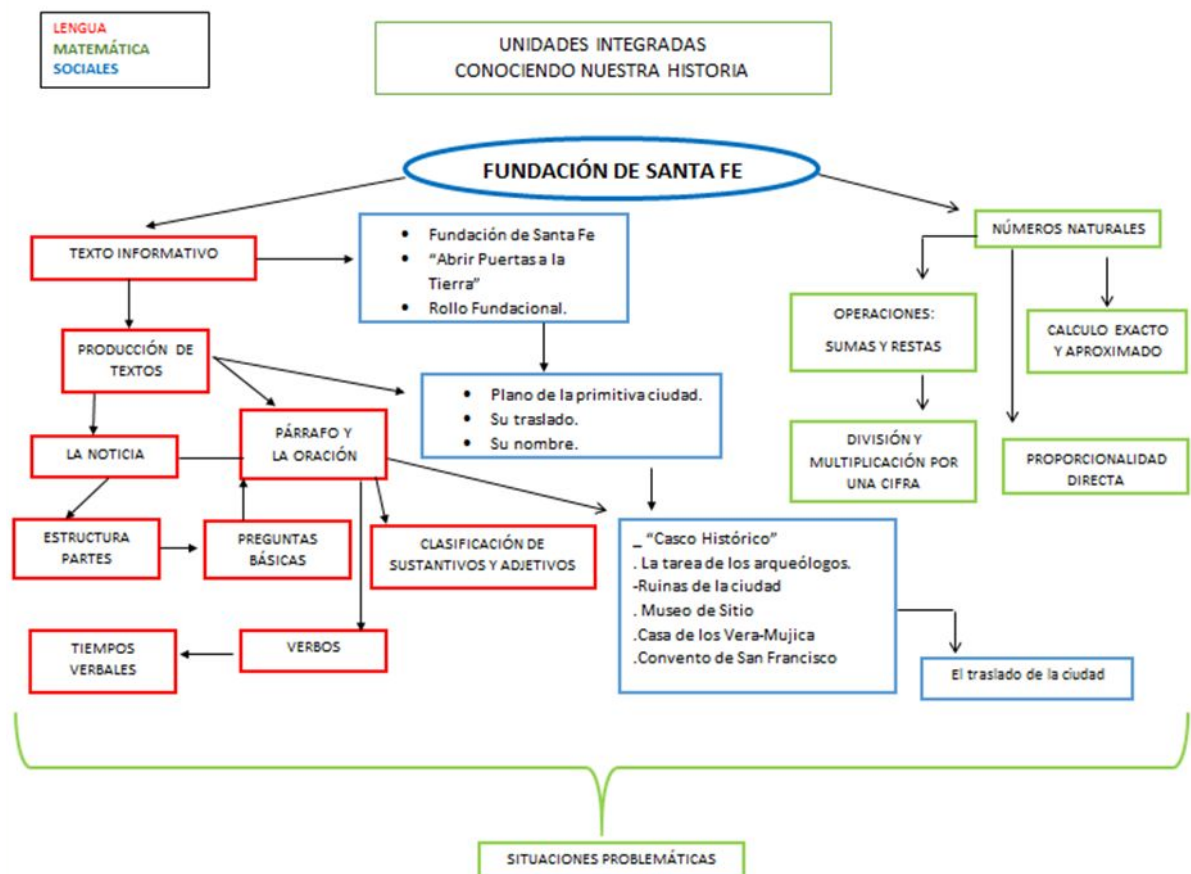 LENGUA
MATEMÁTICA
SOCIALES
UNIDADES INTEGRADAS
CONOCIENDO NUESTRA HISTORIA
FUNDACIÓN DE SANTA FE
TEXTO INFORMATIVO
• Fundación de Santa Fe
• “Abrir Puertas a la
Tierra”
• Rollo Fundacional.
NÚMEROS NATURALES
OPERACIONES:
SUMAS Y RESTAS
CALCULO EXACTO
Y APROXIMADO
PRODUCCIÓN DE
TEXTOS
• Plano de la primitiva ciudad.
• Su traslado.
• Su nombre.
LA NOTICIA
PÁRRAFO Y
LA ORACIÓN
DIVISIÓN Y
MULTIPLICACIÓN POR
UNA CIFRA
PROPORCIONALIDAD
DIRECTA
ESTRUCTURA
PARTES
PREGUNTAS
BÁSICAS
CLASIFICACIÓN DE
SUSTANTIVOS Y ADJETIVOS
_ “Casco Histórico”
. La tarea de los arqueólogos.
-Ruinas de la ciudad
. Museo de Sitio
.Casa de los Vera-Mujica
.Convento de San Francisco
TIEMPOS
VERBALES
VERBOS
El traslado de la ciudad
SITUACIONES PROBLEMÁTICAS